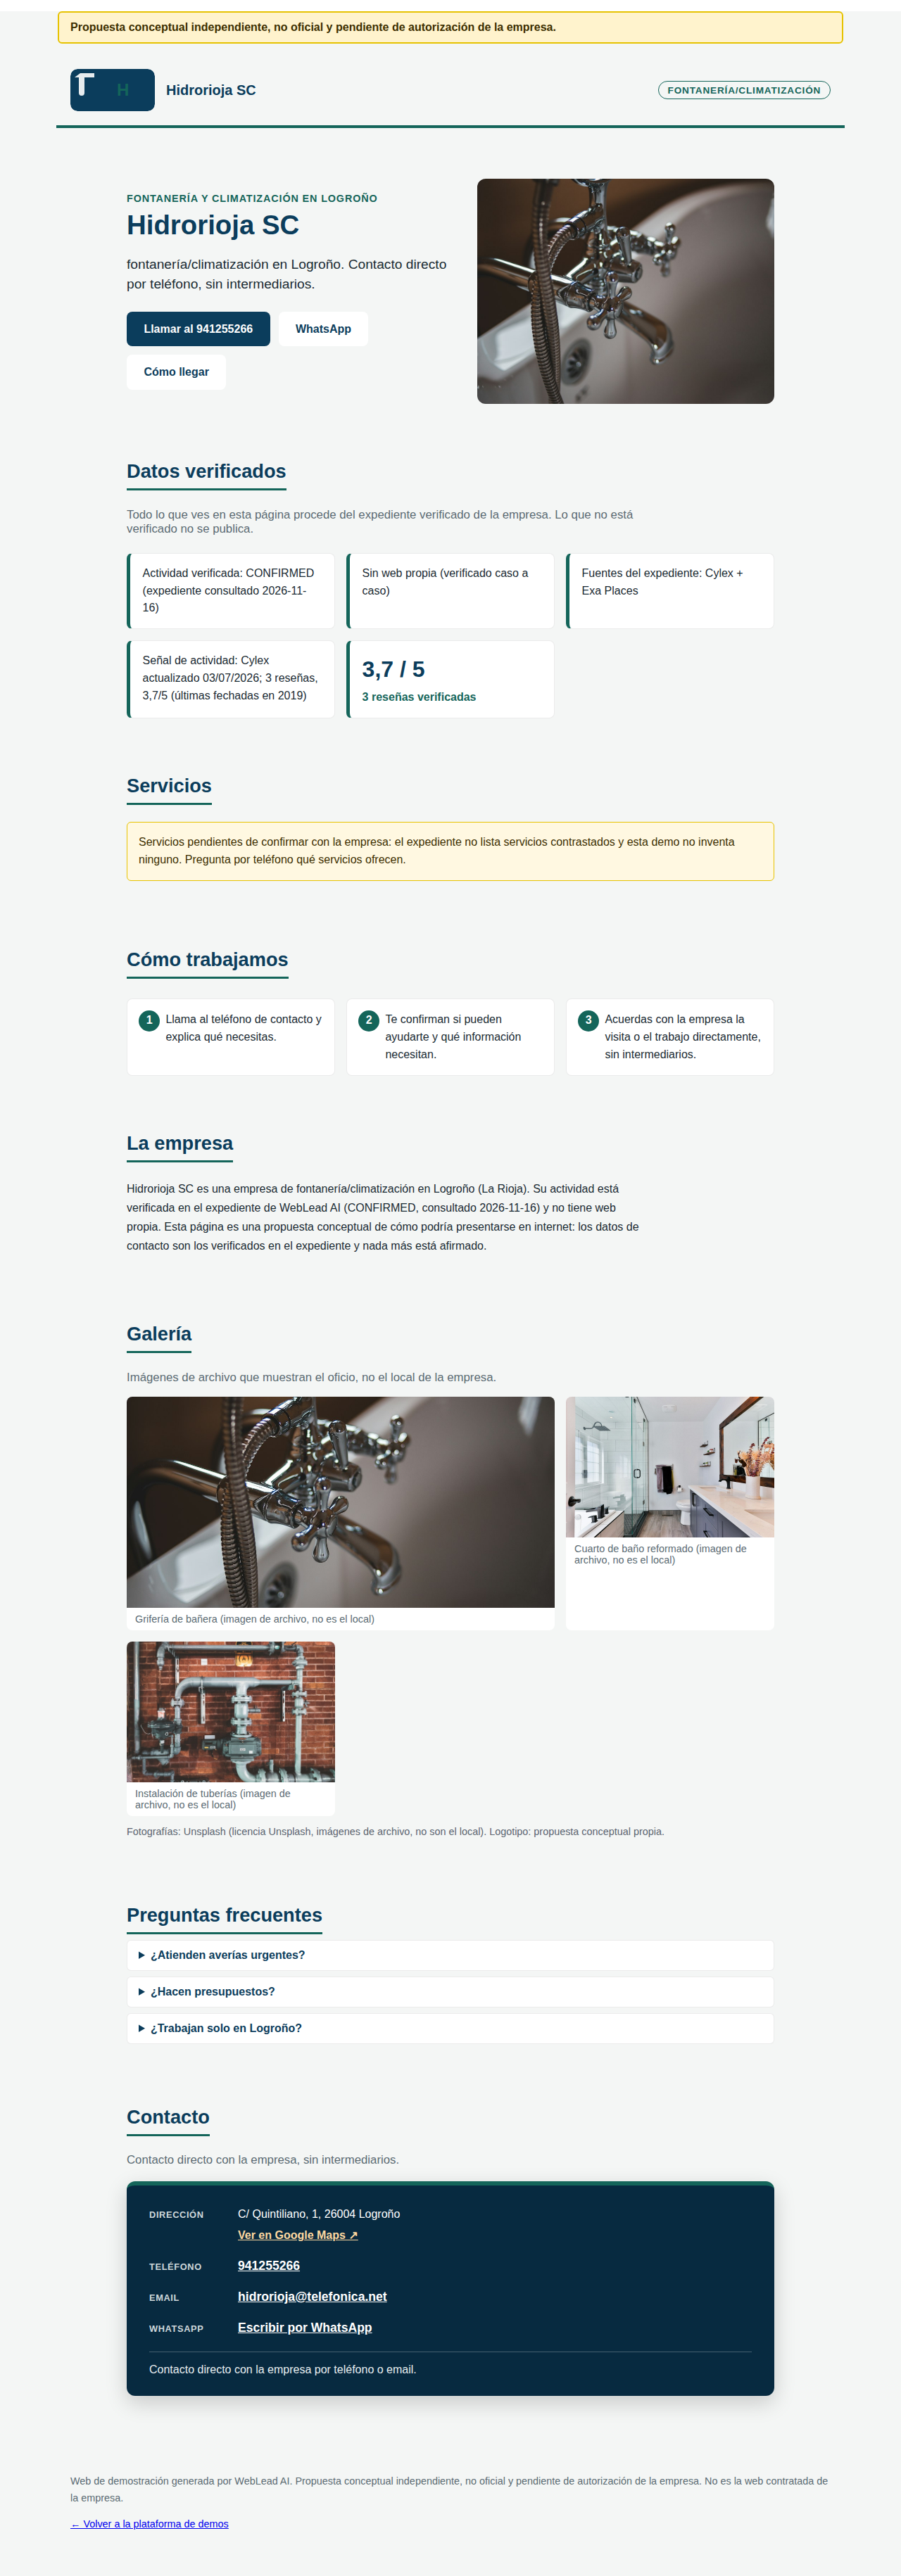 Propuesta conceptual independiente, no oficial y pendiente de autorización de la empresa.
H
Hidrorioja SC
FONTANERÍA/CLIMATIZACIÓN
FONTANERÍA Y CLIMATIZACIÓN EN LOGROÑO
Hidrorioja SC
fontanería/climatización en Logroño. Contacto directo
por teléfono, sin intermediarios.
Llamar al 941255266
WhatsApp
Cómo llegar
Datos verificados
Todo lo que ves en esta página procede del expediente verificado de la empresa. Lo que no está
verificado no se publica.
Actividad verificada: CONFIRMED
(expediente consultado 2026-11-
16)
Sin web propia (verificado caso a
caso)
Fuentes del expediente: Cylex +
Exa Places
Señal de actividad: Cylex
actualizado 03/07/2026; 3 reseñas,
3,7/5 (últimas fechadas en 2019)
3,7 / 5
3 reseñas verificadas
Servicios
Servicios pendientes de confirmar con la empresa: el expediente no lista servicios contrastados y esta demo no inventa
ninguno. Pregunta por teléfono qué servicios ofrecen.
Cómo trabajamos
1
Llama al teléfono de contacto y
explica qué necesitas.
2
Te confirman si pueden
ayudarte y qué información
necesitan.
3
Acuerdas con la empresa la
visita o el trabajo directamente,
sin intermediarios.
La empresa
Hidrorioja SC es una empresa de fontanería/climatización en Logroño (La Rioja). Su actividad está
verificada en el expediente de WebLead AI (CONFIRMED, consultado 2026-11-16) y no tiene web
propia. Esta página es una propuesta conceptual de cómo podría presentarse en internet: los datos de
contacto son los verificados en el expediente y nada más está afirmado.
Galería
Imágenes de archivo que muestran el oficio, no el local de la empresa.
Grifería de bañera (imagen de archivo, no es el local)
Cuarto de baño reformado (imagen de
archivo, no es el local)
Instalación de tuberías (imagen de
archivo, no es el local)
Fotografías: Unsplash (licencia Unsplash, imágenes de archivo, no son el local). Logotipo: propuesta conceptual propia.
Preguntas frecuentes
▶ ¿Atienden averías urgentes?
▶ ¿Hacen presupuestos?
▶ ¿Trabajan solo en Logroño?
Contacto
Contacto directo con la empresa, sin intermediarios.
DIRECCIÓN
C/ Quintiliano, 1, 26004 Logroño
Ver en Google Maps ↗
TELÉFONO
941255266
EMAIL
hidrorioja@telefonica.net
WHATSAPP
Escribir por WhatsApp
Contacto directo con la empresa por teléfono o email.
Web de demostración generada por WebLead AI. Propuesta conceptual independiente, no oficial y pendiente de autorización de la empresa. No es la web contratada de
la empresa.
← Volver a la plataforma de demos